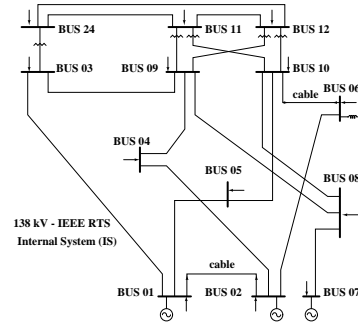 BUS 24
BUS 11
BUS 12
BUS 03
BUS 09
BUS 10
cable
BUS 06
BUS 04
BUS 05
BUS 08
138 kV - IEEE RTS
Internal System (IS)
cable
BUS 01
BUS 02
BUS 07